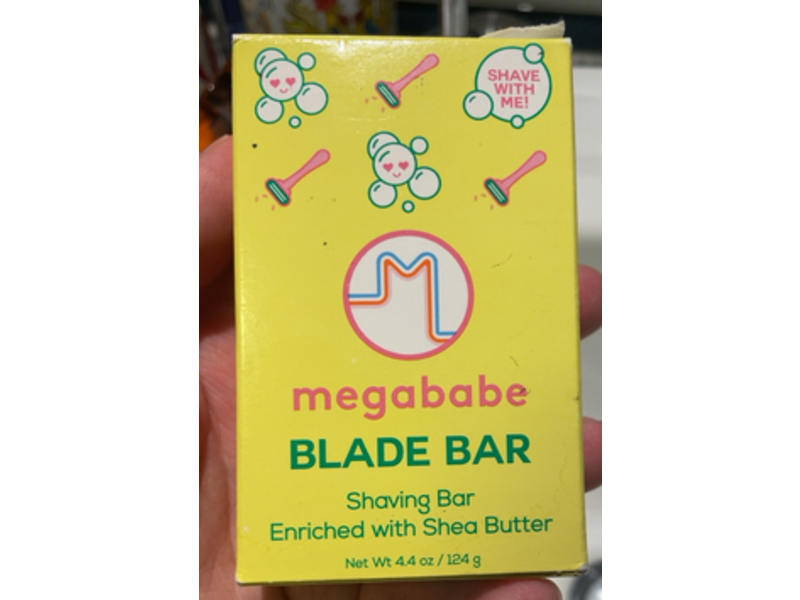 SHAVE
WITH
ME!
megababe
BLADE BAR
Shaving Bar
Enriched with Shea Butter
Net Wt 4.4 oz / 124 g